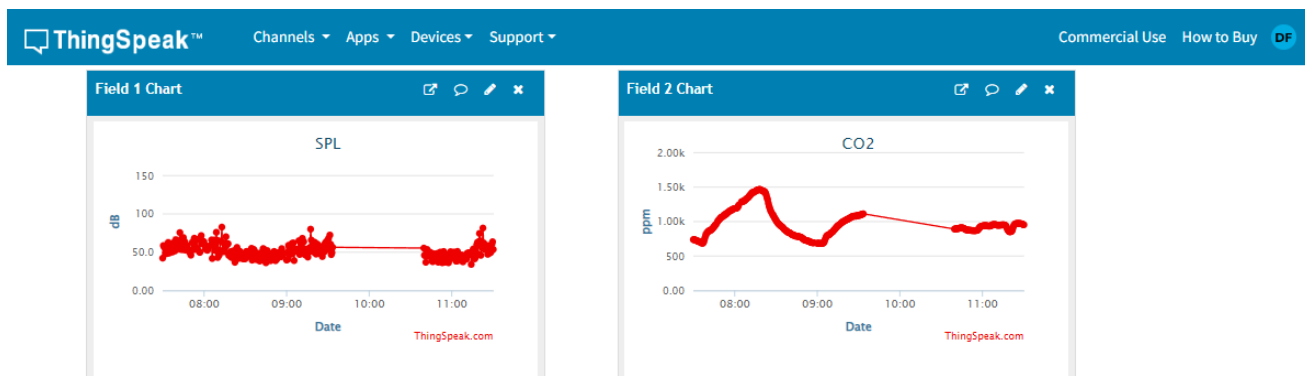 ThingSpeak™ Channels Apps Devices Support Commercial Use How to Buy DF
Field 1 Chart
SPL
150
100
50.0
0.00
dB
08:00 09:00 10:00 11:00
Date
ThingSpeak.com
Field 2 Chart
CO2
2.00k
1.50k
1.00k
500
0.00
ppm
08:00 09:00 10:00 11:00
Date
ThingSpeak.com